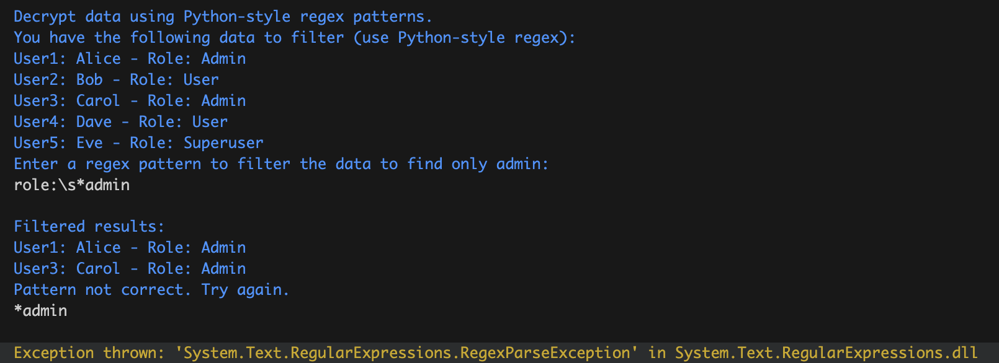 Decrypt data using Python-style regex patterns.
You have the following data to filter (use Python-style regex):
User1: Alice - Role: Admin
User2: Bob - Role: User
User3: Carol - Role: Admin
User4: Dave - Role: User
User5: Eve - Role: Superuser
Enter a regex pattern to filter the data to find only admin:
role:\s*admin
Filtered results:
User1: Alice - Role: Admin
User3: Carol - Role: Admin
Pattern not correct. Try again.
*admin
Exception thrown: 'System.Text.RegularExpressions.RegexParseException' in System.Text.RegularExpressions.dll